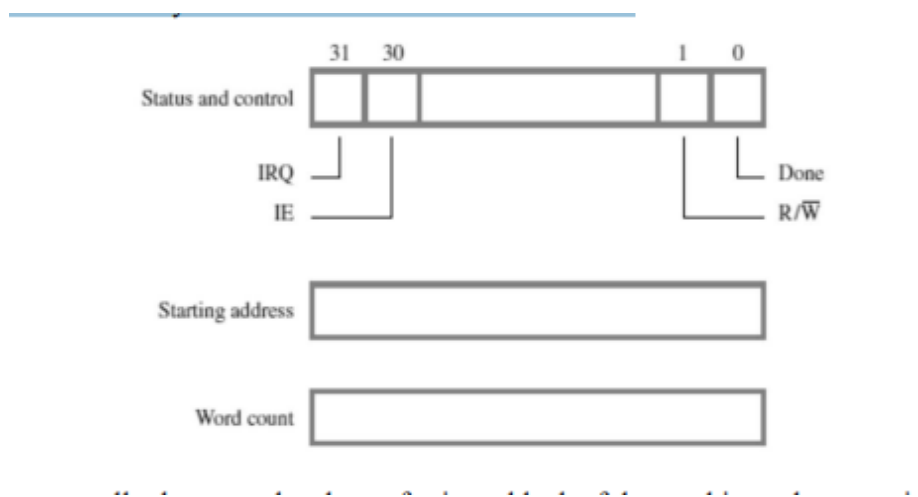 31 30 1 0
Status and control
IRQ Done
IE R/W̅
Starting address
Word count